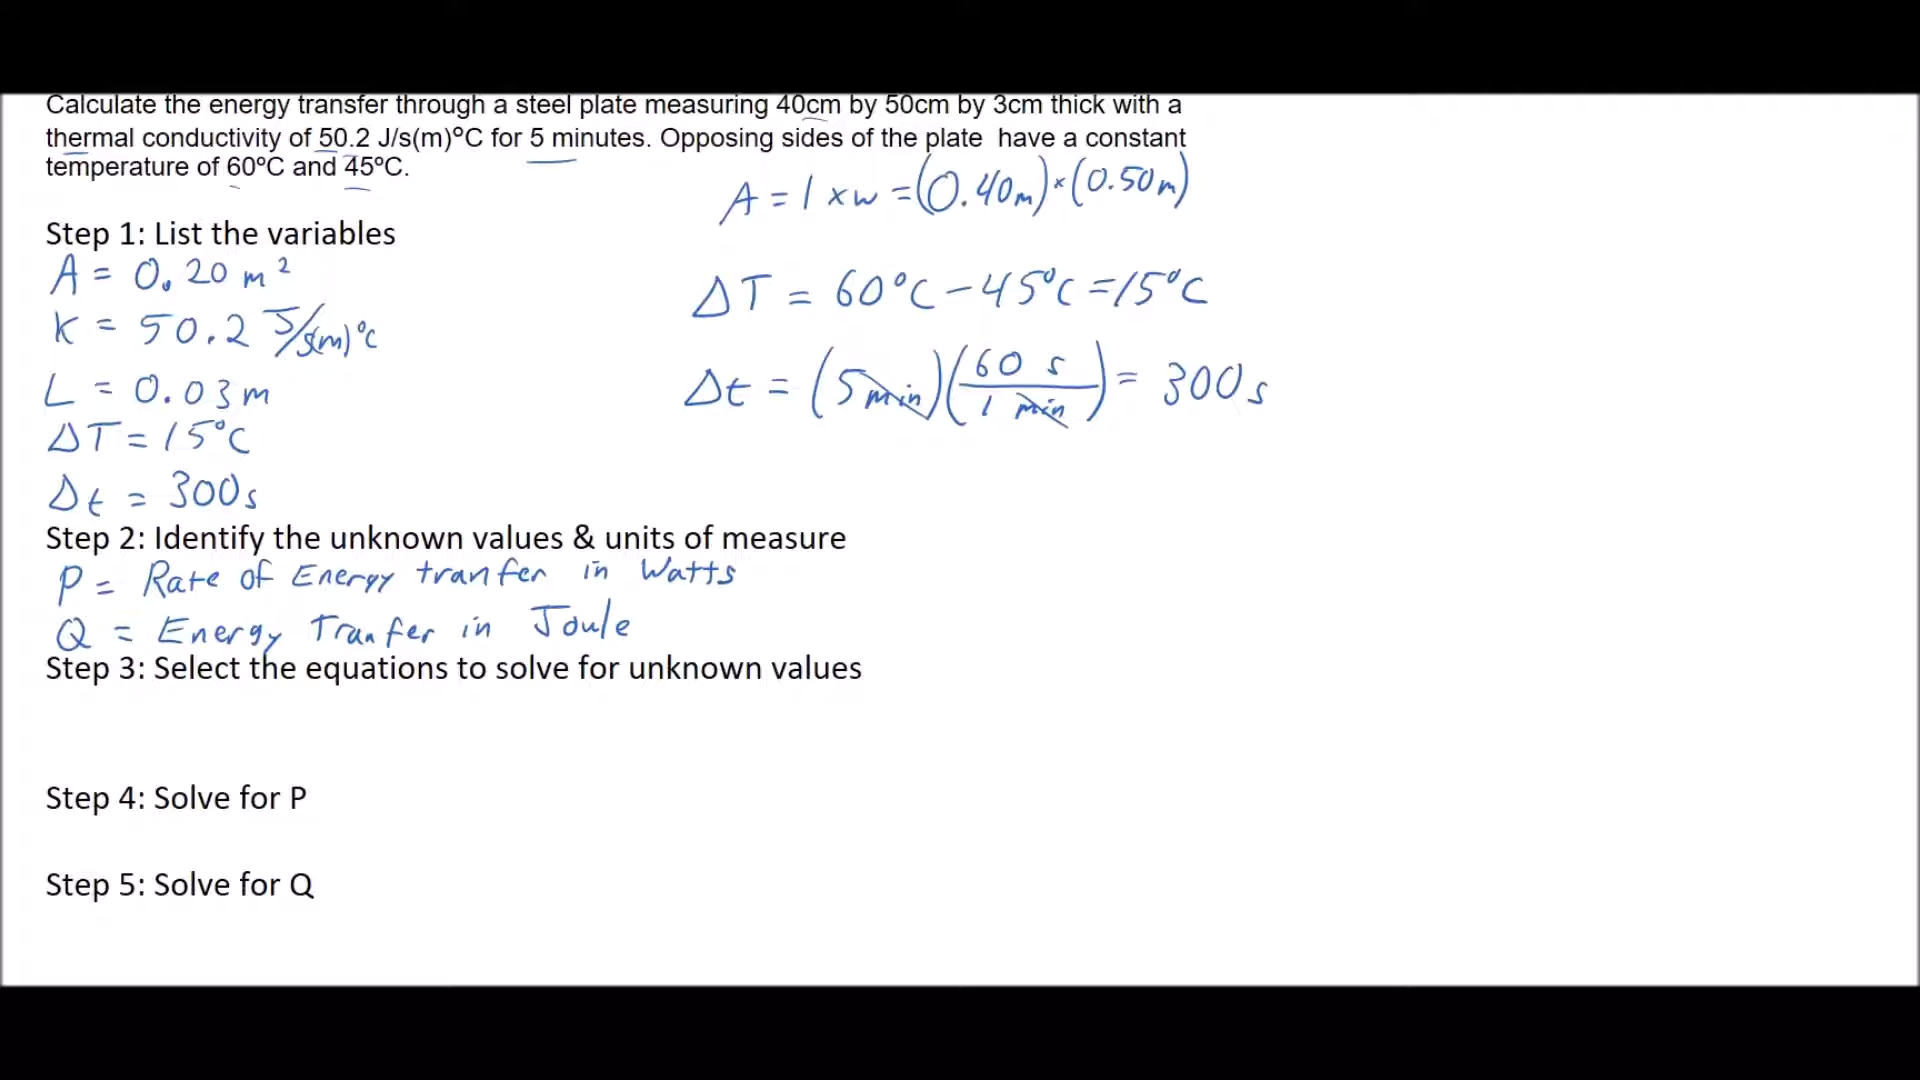 Calculate the energy transfer through a steel plate measuring 40cm by 50cm by 3cm thick with a
thermal conductivity of 50.2 J/s(m)ºC for 5 minutes. Opposing sides of the plate have a constant
temperature of 60ºC and 45ºC.
A = l x w = (0.40m) x (0.50m)
Step 1: List the variables
A = 0.20 m²
ΔT = 60°C - 45°C = 15°C
K = 50.2 J/s(m)°C
Δt = (5 min)(60 s / 1 min) = 300s
L = 0.03m
ΔT = 15°C
Δt = 300s
Step 2: Identify the unknown values & units of measure
P = Rate of Energy tranfer in Watts
Q = Energy Tranfer in Joule
Step 3: Select the equations to solve for unknown values
Step 4: Solve for P
Step 5: Solve for Q